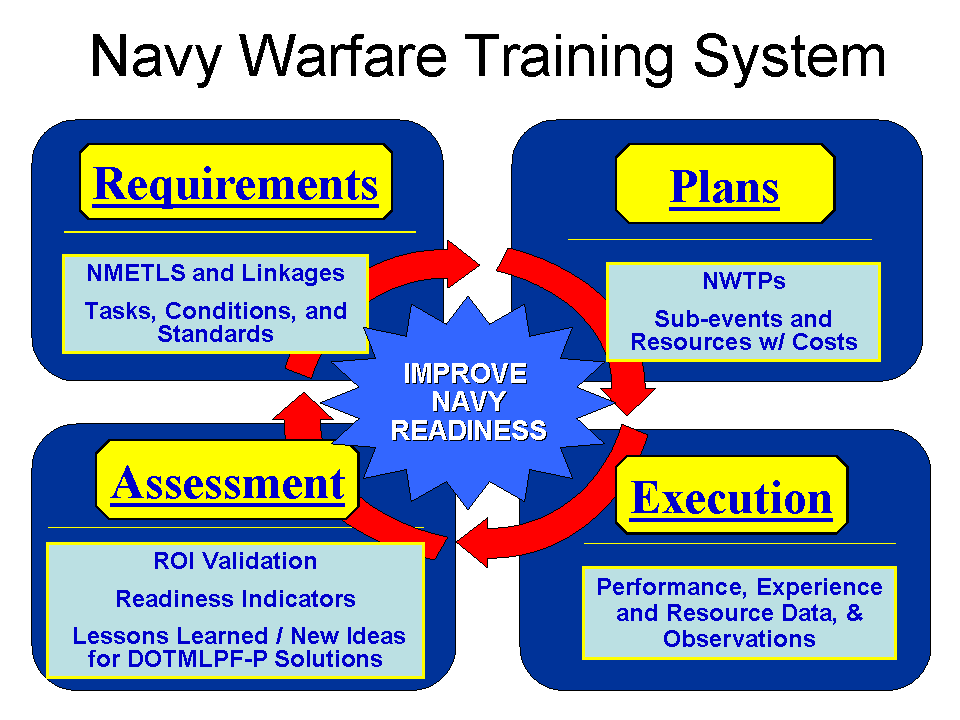 Navy Warfare Training System
Requirements
NMETLS and Linkages
Tasks, Conditions, and
Standards
Plans
NWTPs
Sub-events and
Resources w/ Costs
IMPROVE
NAVY
READINESS
Assessment
ROI Validation
Readiness Indicators
Lessons Learned / New Ideas
for DOTMLPF-P Solutions
Execution
Performance, Experience
and Resource Data, &
Observations